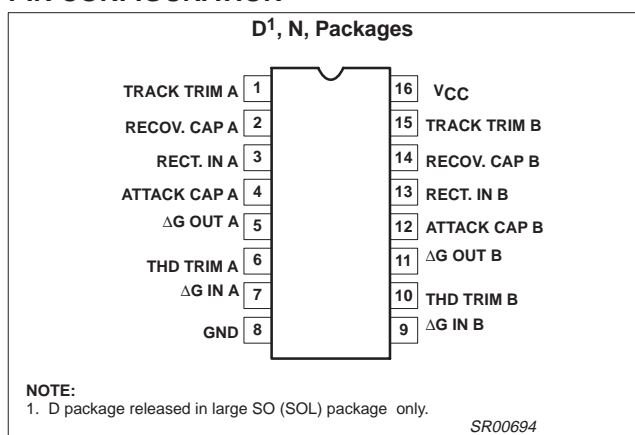 D1, N, Packages
TRACK TRIM A 1
RECOV. CAP A 2
RECT. IN A 3
ATTACK CAP A 4
ΔG OUT A 5
THD TRIM A 6
ΔG IN A 7
GND 8
16 VCC
15 TRACK TRIM B
14 RECOV. CAP B
13 RECT. IN B
12 ATTACK CAP B
11 ΔG OUT B
10 THD TRIM B
9 ΔG IN B
NOTE:
1. D package released in large SO (SOL) package only.
SR00694